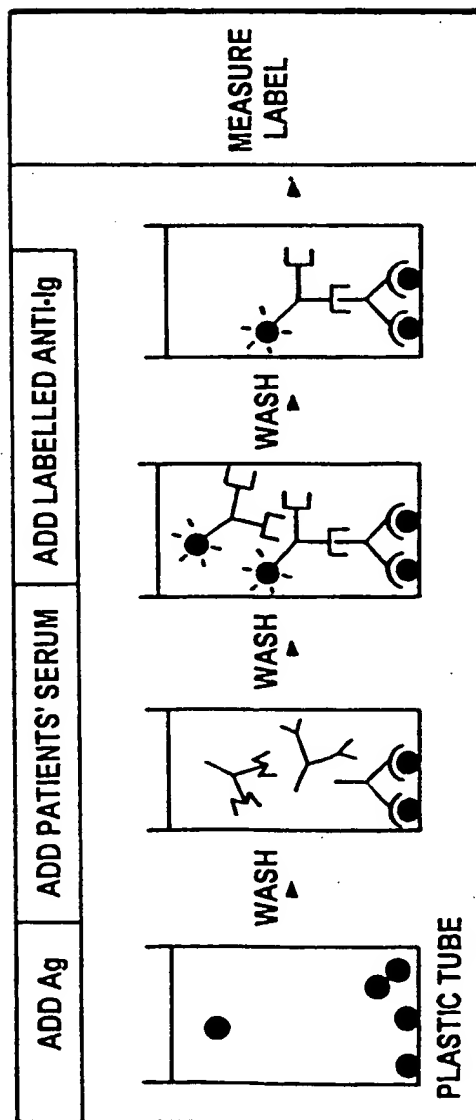 ADD Ag
ADD PATIENTS' SERUM
ADD LABELLED ANTI-Ig
MEASURE
LABEL
WASH
WASH
WASH
PLASTIC TUBE